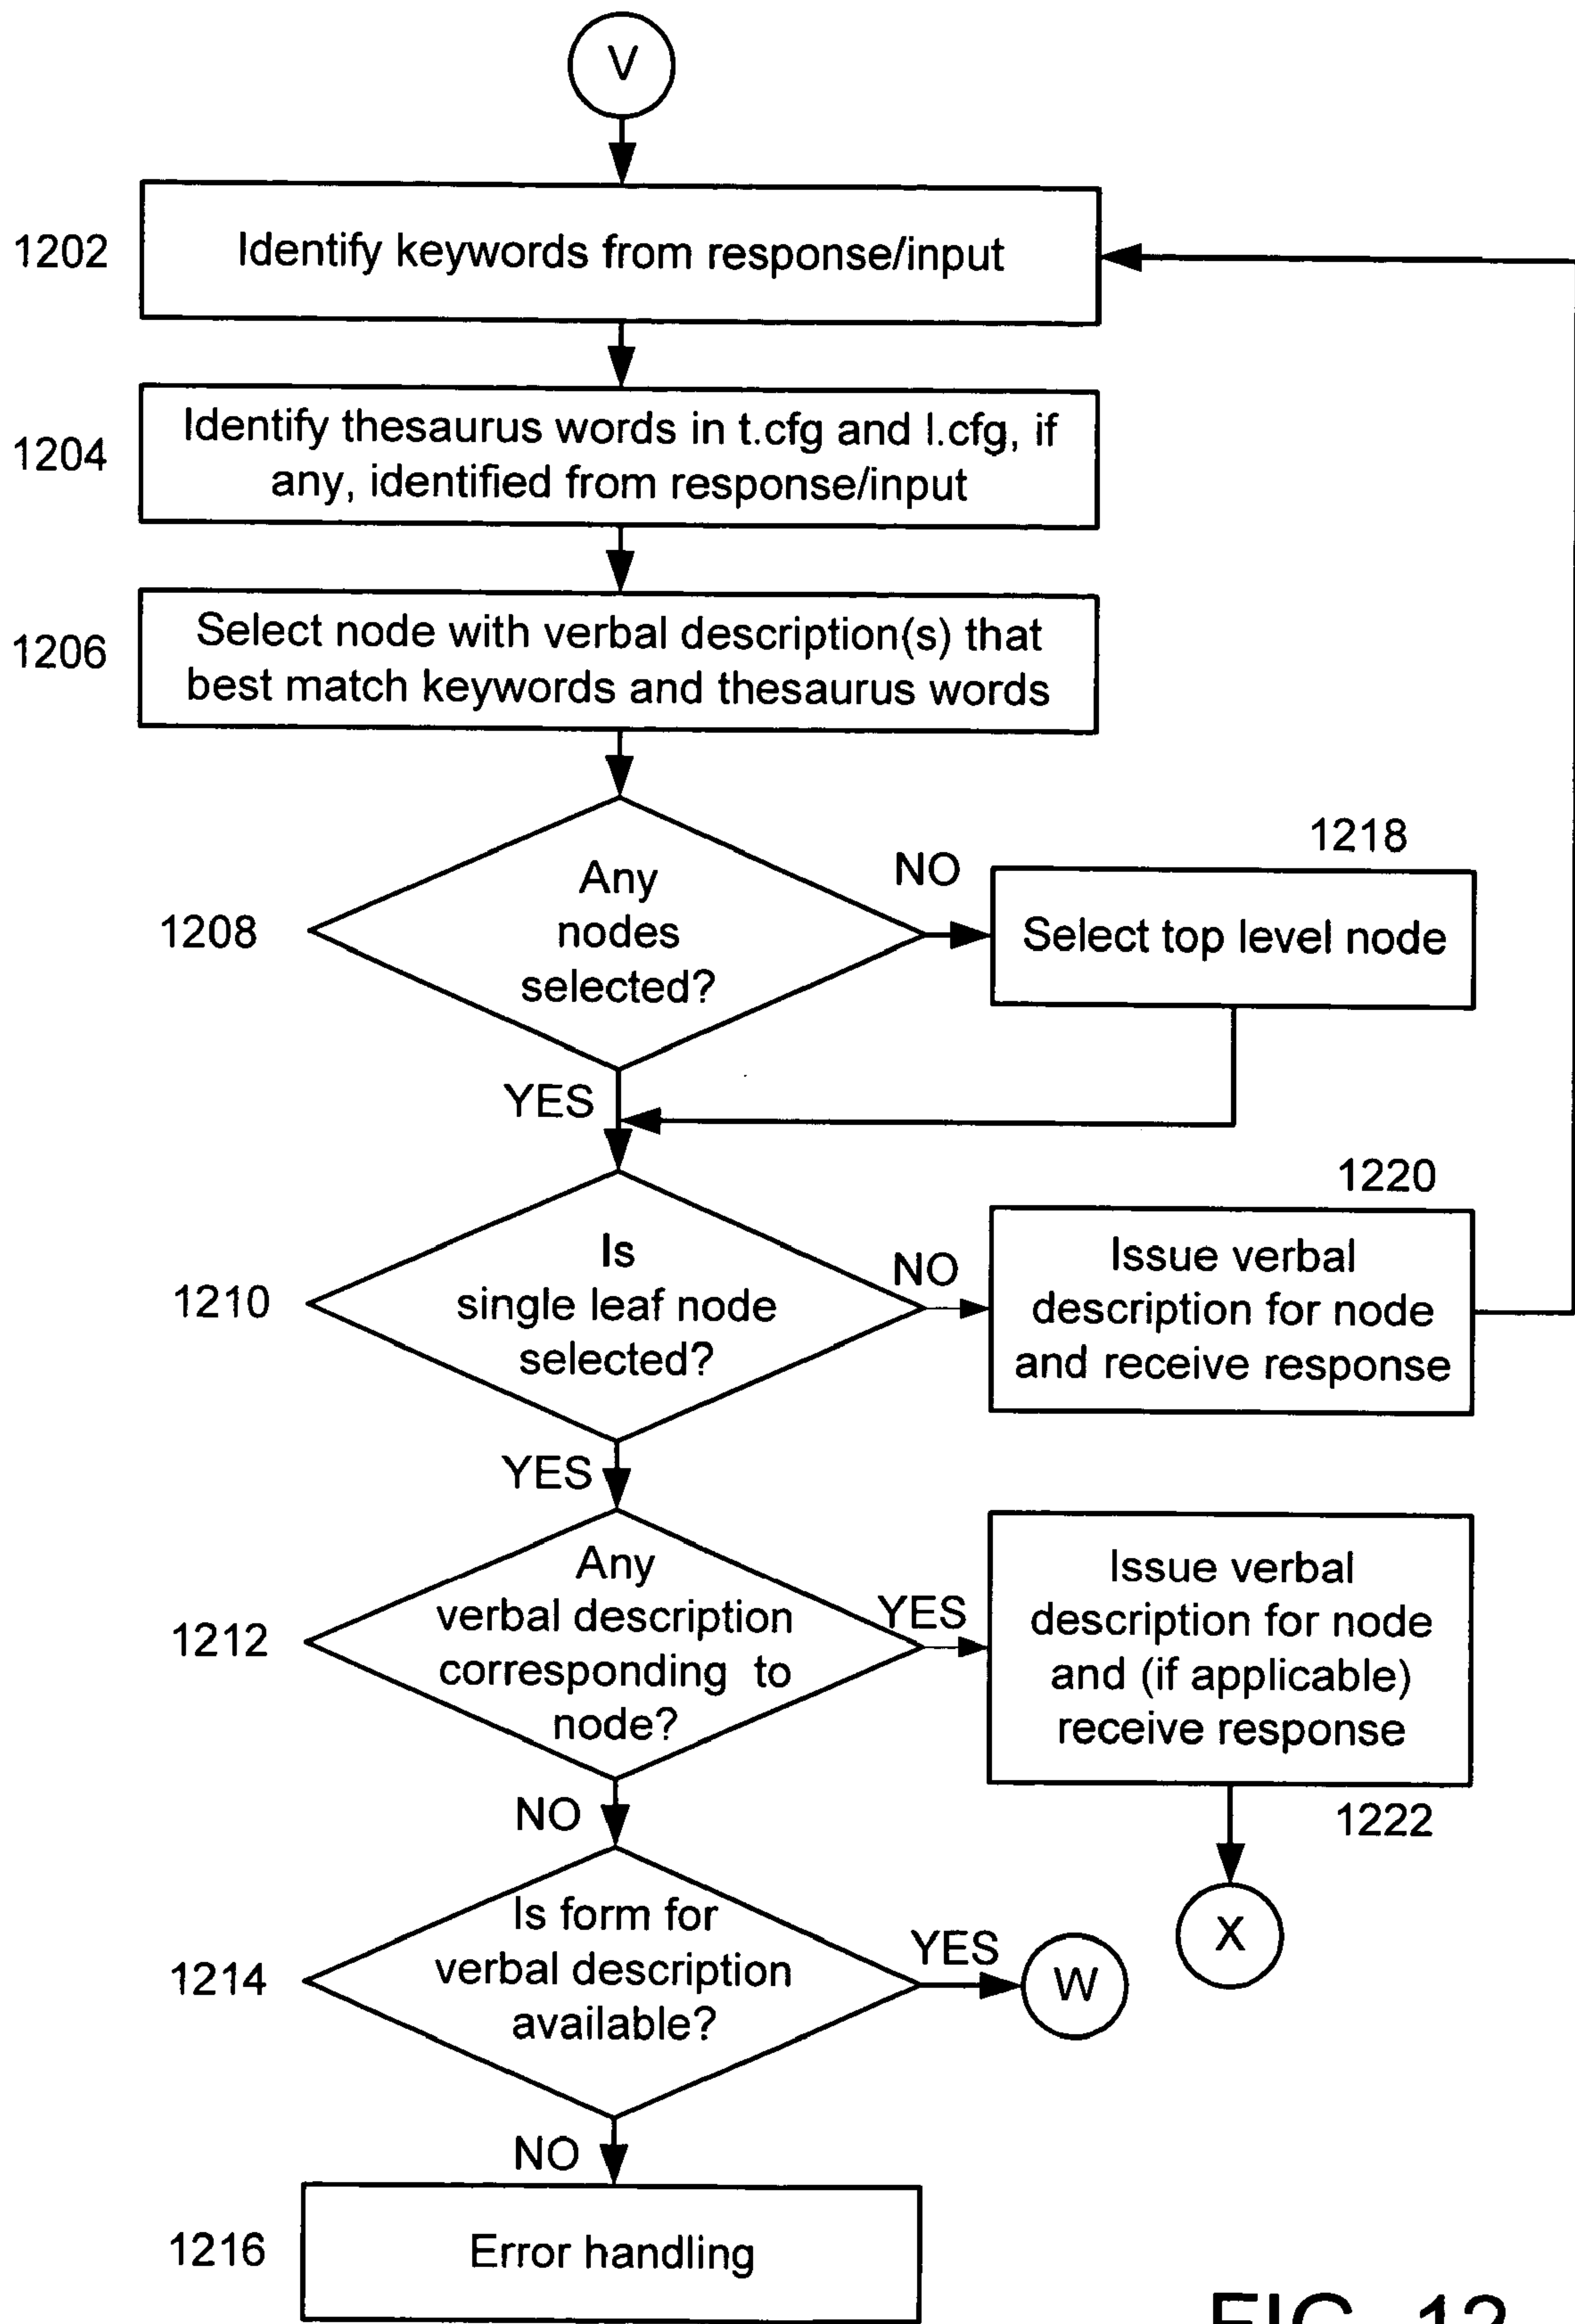 V
1202
Identify keywords from response/input
1204
Identify thesaurus words in t.cfg and l.cfg, if
any, identified from response/input
1206
Select node with verbal description(s) that
best match keywords and thesaurus words
1208
Any
nodes
selected?
NO
1218
Select top level node
YES
1210
Is
single leaf node
selected?
NO
1220
Issue verbal
description for node
and receive response
YES
1212
Any
verbal description
corresponding to
node?
YES
Issue verbal
description for node
and (if applicable)
receive response
1222
X
NO
1214
Is form for
verbal description
available?
YES
W
NO
1216
Error handling
FIG. 12